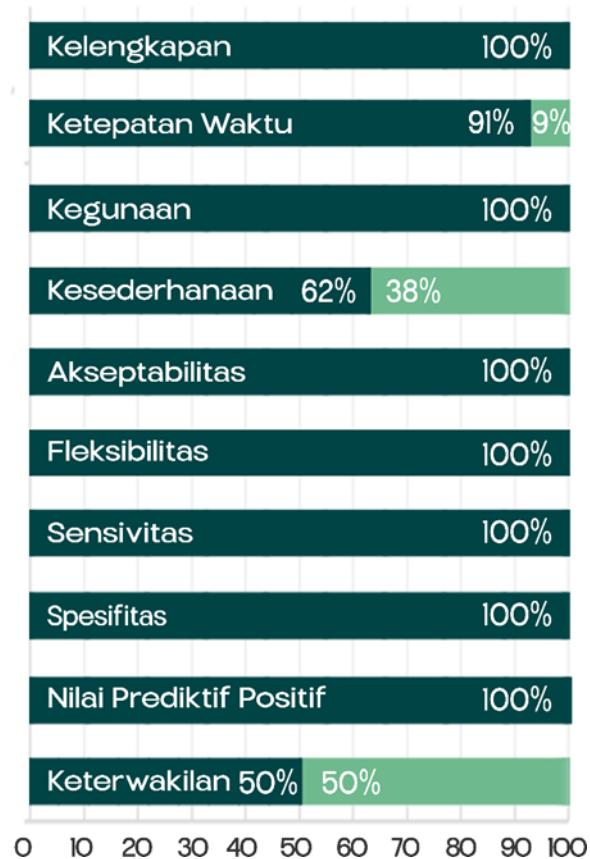 Kelengkapan 100%
Ketepatan Waktu 91% 9%
Kegunaan 100%
Kesederhanaan 62% 38%
Akseptabilitas 100%
Fleksibilitas 100%
Sensivitas 100%
Spesifitas 100%
Nilai Prediktif Positif 100%
Keterwakilan 50% 50%
0 10 20 30 40 50 60 70 80 90 100